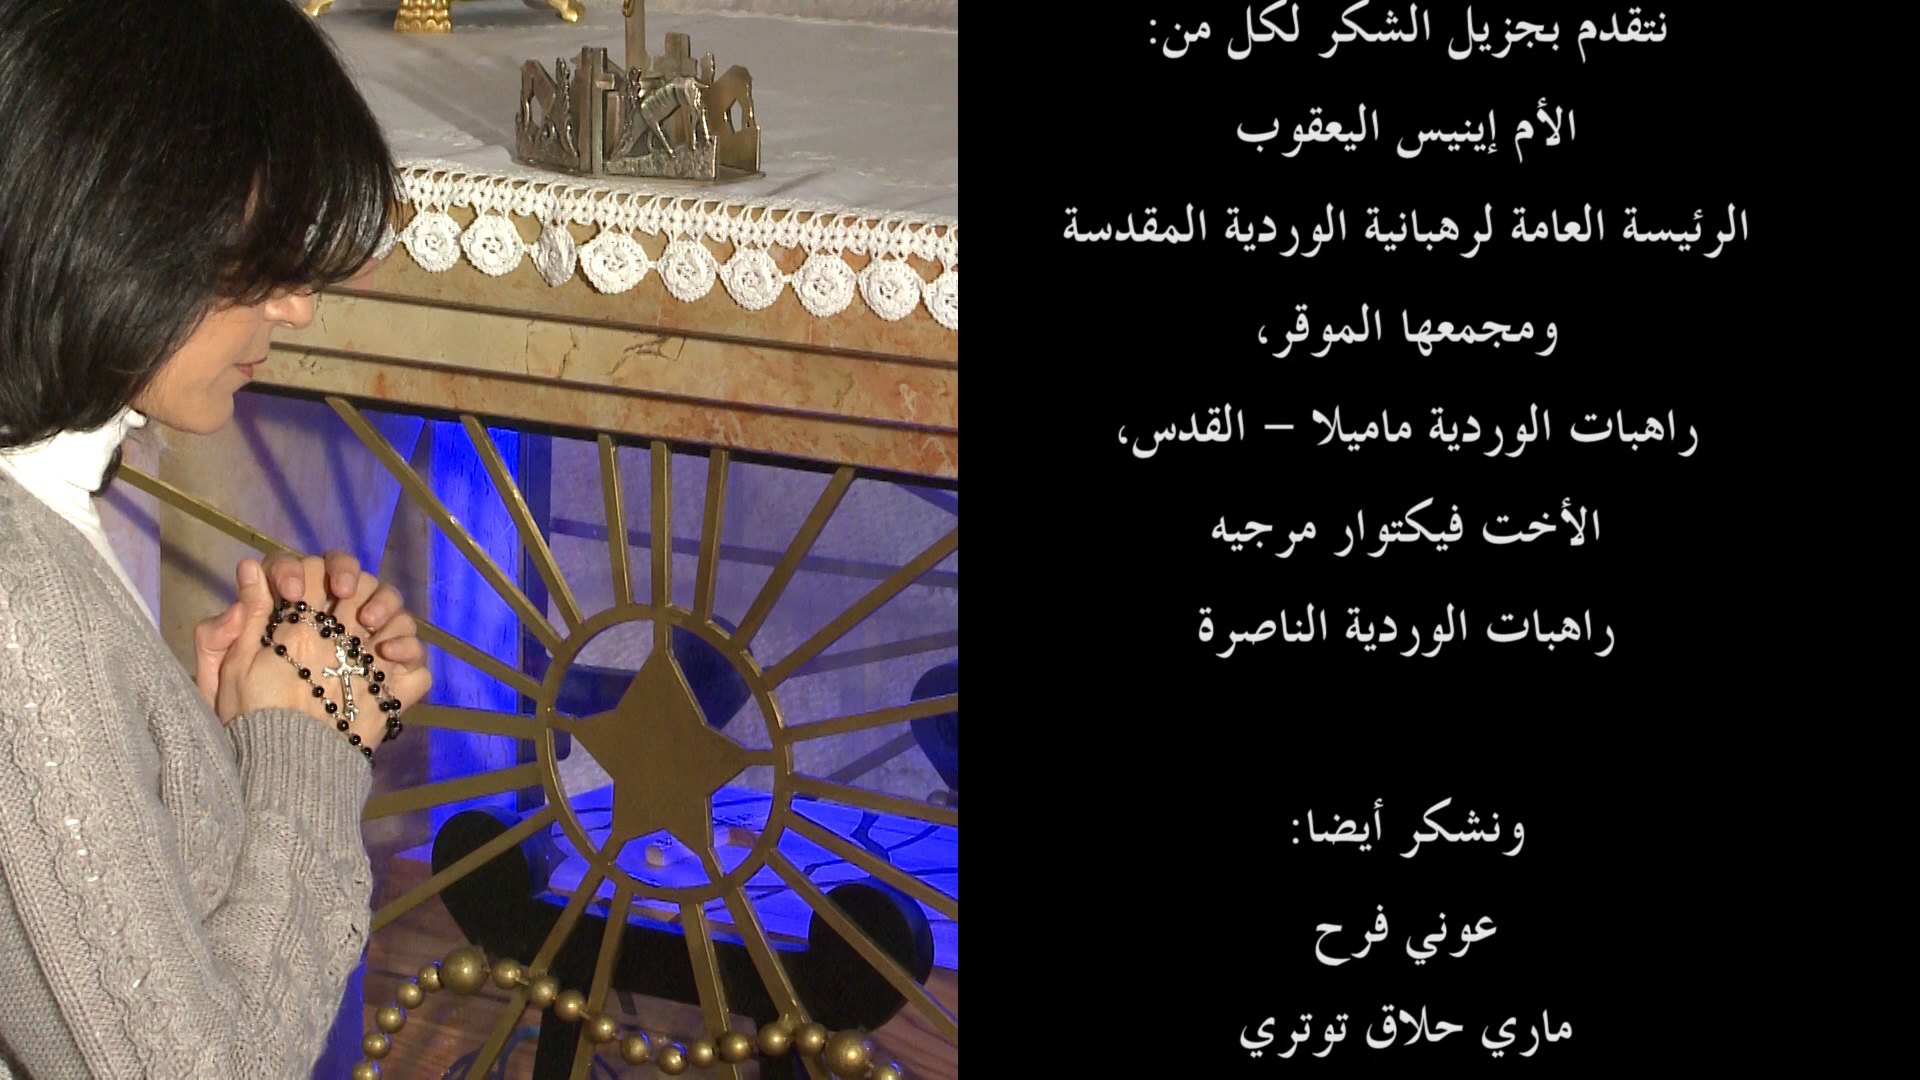 نتقدم بجزيل الشكر لكل من:
الأم إينيس اليعقوب
الرئيسة العامة لرهبانية الوردية المقدسة
ومجمعها الموقر،
راهبات الوردية ماميلا – القدس،
الأخت فيكتوار مرجيه
راهبات الوردية الناصرة
ونشكر أيضا:
عوني فرح
ماري حلاق توتري